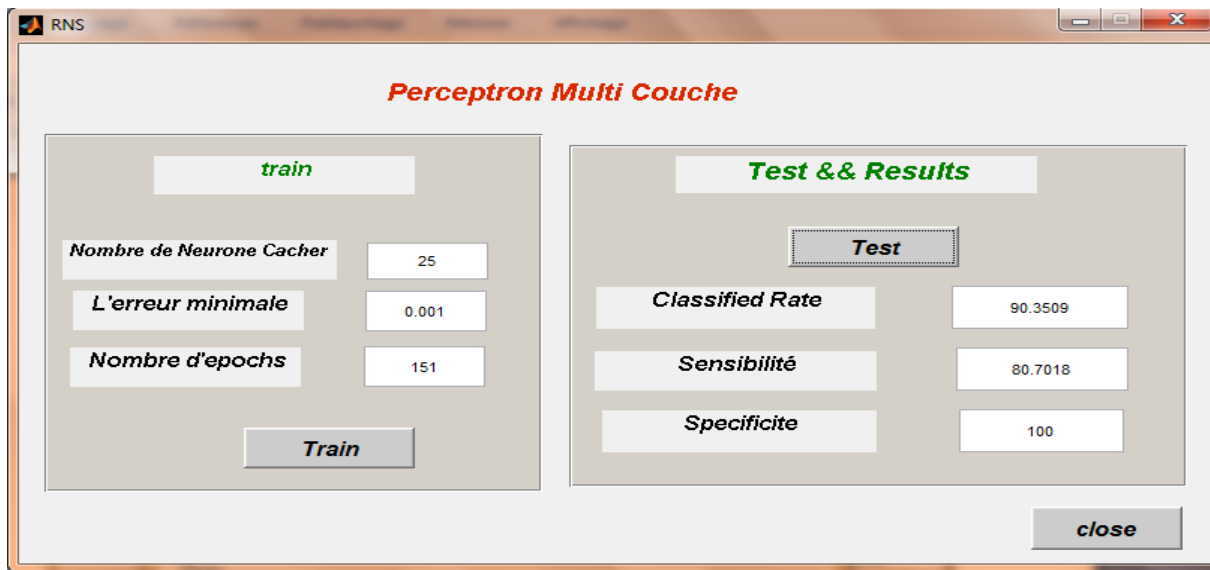 RNS
Perceptron Multi Couche
train
Nombre de Neurone Cacher
25
L'erreur minimale
0.001
Nombre d'epochs
151
Train
Test && Results
Test
Classified Rate
90.3509
Sensibilité
80.7018
Specificite
100
close